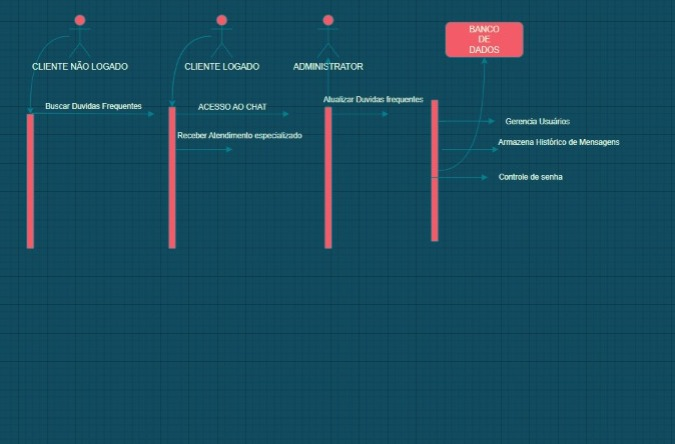 BANCO
DE
DADOS
CLIENTE NÃO LOGADO
CLIENTE LOGADO
ADMINISTRATOR
Buscar Duvidas Frequentes
ACESSO AO CHAT
Atualizar Duvidas frequentes
Gerencia Usuários
Receber Atendimento especializado
Armazena Histórico de Mensagens
Controle de senha